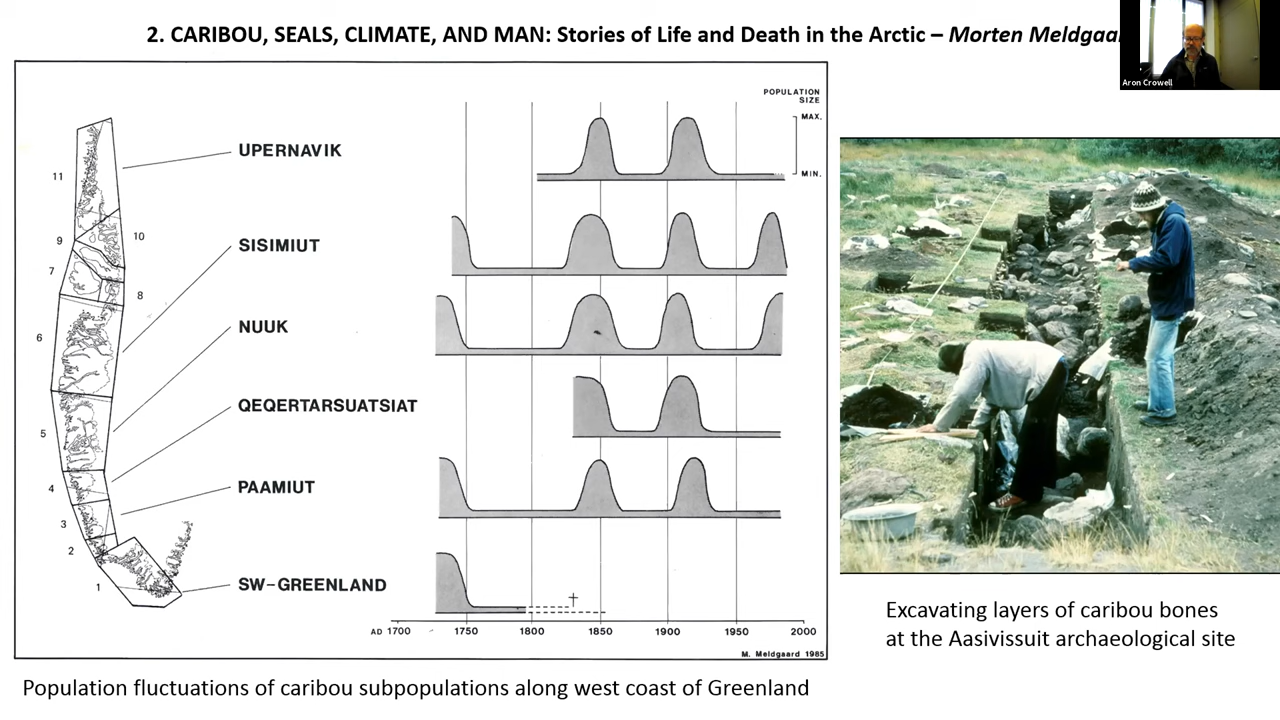 2. CARIBOU, SEALS, CLIMATE, AND MAN: Stories of Life and Death in the Arctic – Morten Meldgaar
Aron Crowell
POPULATION
SIZE
MAX.
MIN.
UPERNAVIK
SISIMIUT
NUUK
QEQERTARSUATSIAT
PAAMIUT
SW-GREENLAND
11
10
9
7
8
6
5
4
3
2
1
AD 1700 1750 1800 1850 1900 1950 2000
M. Meldgaard 1985
Excavating layers of caribou bones
at the Aasivissuit archaeological site
Population fluctuations of caribou subpopulations along west coast of Greenland